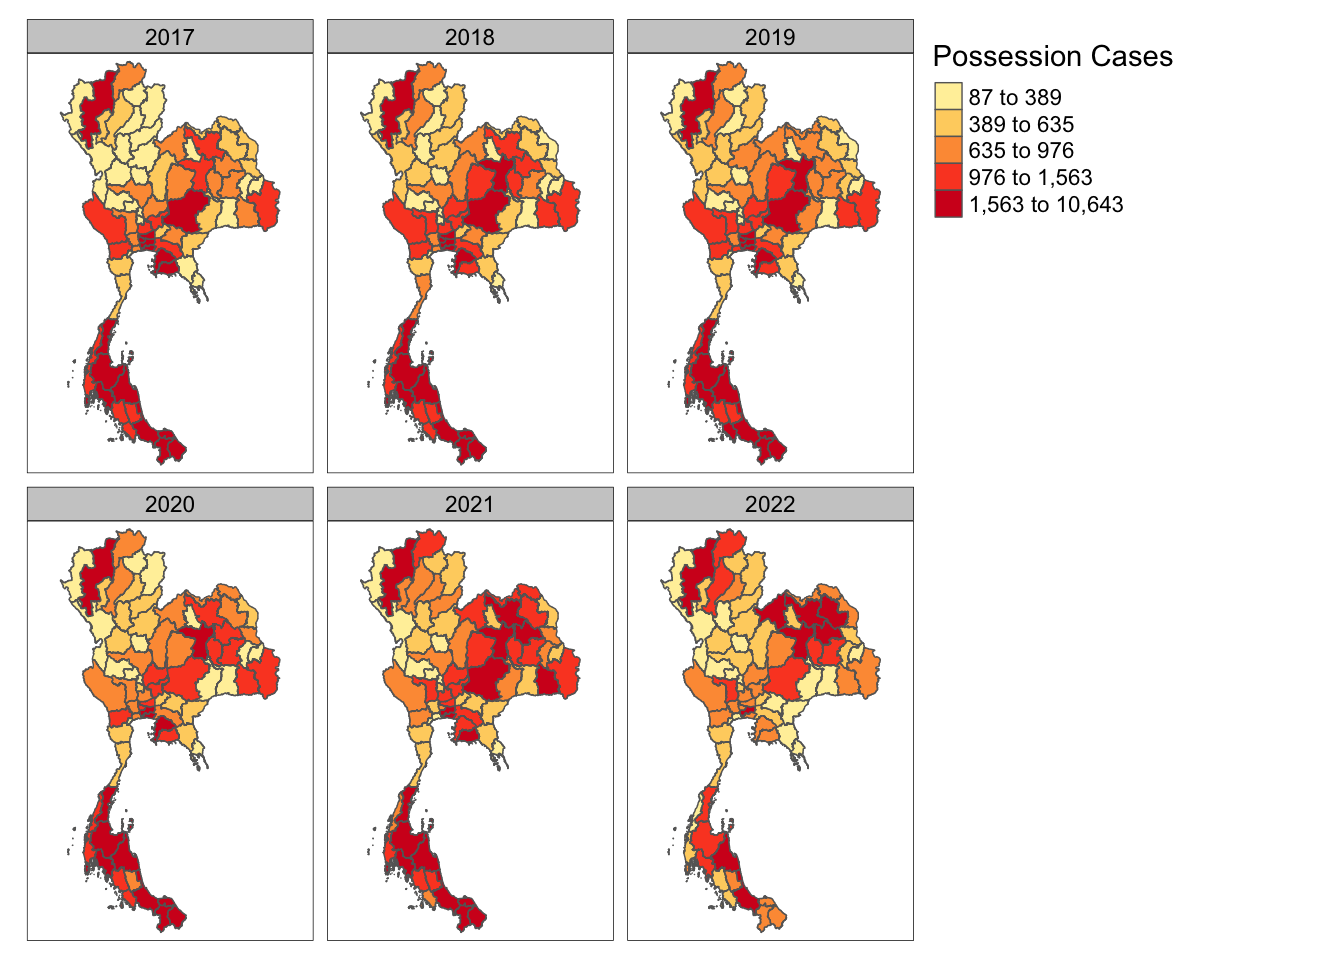 2017
2018
2019
Possession Cases
87 to 389
389 to 635
635 to 976
976 to 1,563
1,563 to 10,643
2020
2021
2022